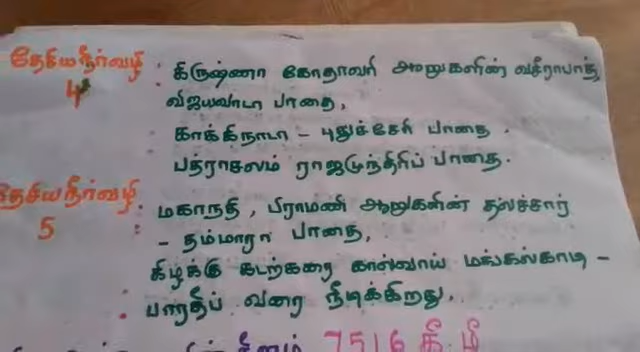 தேசியநீர்வழி : கிருஷ்ணா கோதாவரி ஆறுகளின் வசீராபாத்,
4 விஜயவாடா பாதை,
: காக்கிநாடா - புதுச்சேரி பாதை.
பத்ராசலம் ராஜமுந்திரிப் பாதை.
தேசியநீர்வழி : மகாநதி, பிராமணி ஆறுகளின் தல்ச்சார்
5 - தம்மாரா பாதை,
கிழக்கு கடற்கரை கால்வாய் மங்கல்காடி -
: பாரதீப் வரை நீடிக்கிறது.
நீளம் 7516 கி.மீ